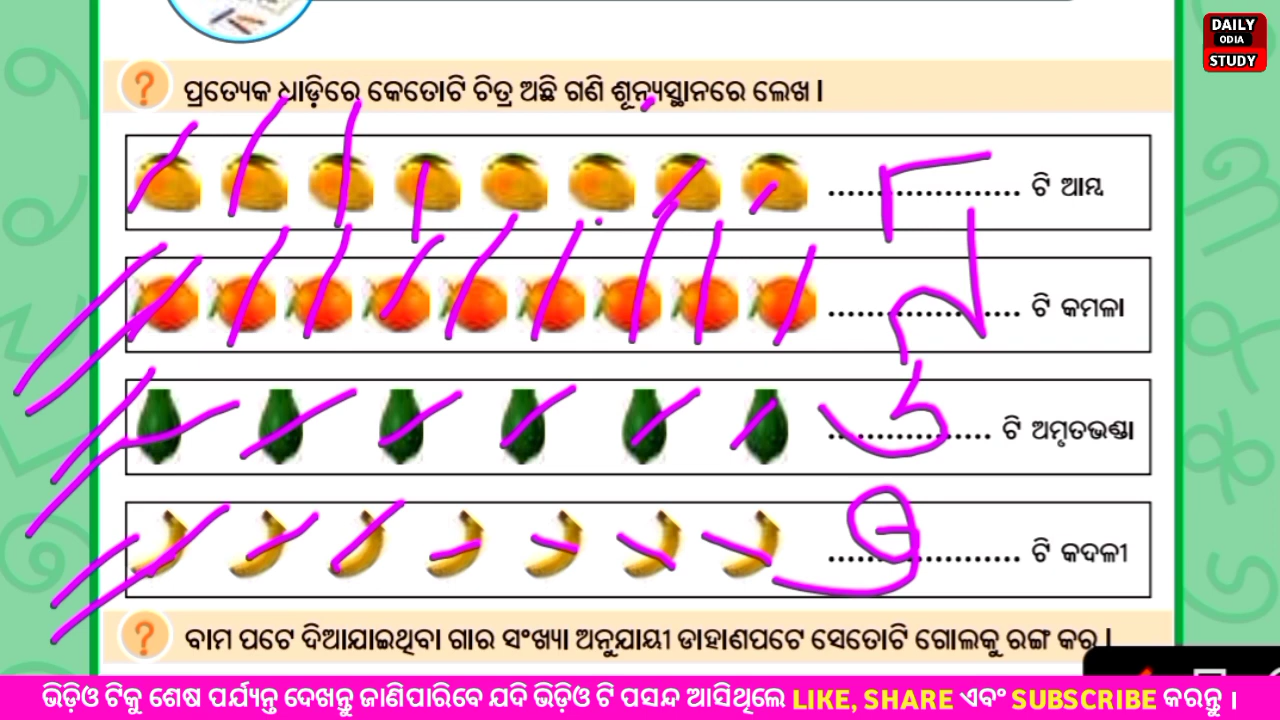 DAILY
ODIA
STUDY
? ପ୍ରତ୍ୟେକ ଧାଡ଼ିରେ କେତୋଟି ଚିତ୍ର ଅଛି ଗଣି ଶୂନ୍ୟସ୍ଥାନରେ ଲେଖ ।
.................... ୮ ଟି ଆମ୍ବ
.................... ୯ ଟି କମଳା
................. ୬ ଟି ଅମୃତଭଣ୍ଡା
.................... ୭ ଟି କଦଳୀ
? ବାମ ପଟେ ଦିଆଯାଇଥିବା ଗାର ସଂଖ୍ୟା ଅନୁଯାୟୀ ଡାହାଣପଟେ ସେତୋଟି ଗୋଲକୁ ରଙ୍ଗ କର ।
ଭିଡ଼ିଓ ଟିକୁ ଶେଷ ପର୍ଯ୍ୟନ୍ତ ଦେଖନ୍ତୁ ଜାଣିପାରିବେ ଯଦି ଭିଡ଼ିଓ ଟି ପସନ୍ଦ ଆସିଥିଲେ LIKE, SHARE ଏବଂ SUBSCRIBE କରନ୍ତୁ ।